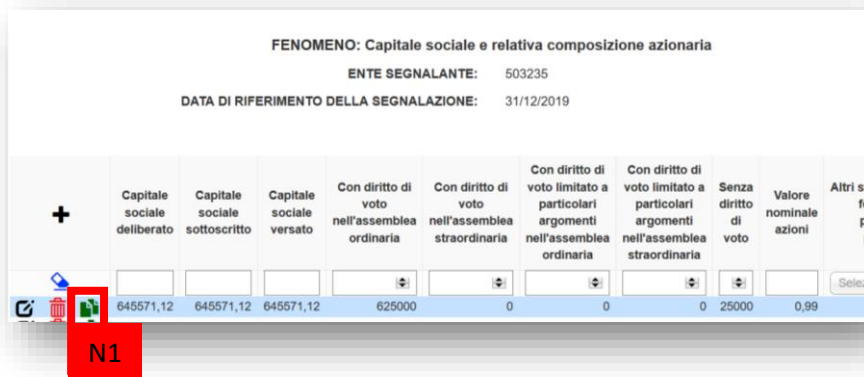 FENOMENO: Capitale sociale e relativa composizione azionaria
ENTE SEGNALANTE: 503235
DATA DI RIFERIMENTO DELLA SEGNALAZIONE: 31/12/2019
Capitale sociale deliberato
Capitale sociale sottoscritto
Capitale sociale versato
Con diritto di voto nell'assemblea ordinaria
Con diritto di voto nell'assemblea straordinaria
Con diritto di voto limitato a particolari argomenti nell'assemblea ordinaria
Con diritto di voto limitato a particolari argomenti nell'assemblea straordinaria
Senza diritto di voto
Valore nominale azioni
Altri
645571,12 645571,12 645571,12 625000 0 0 0 25000 0,99
N1